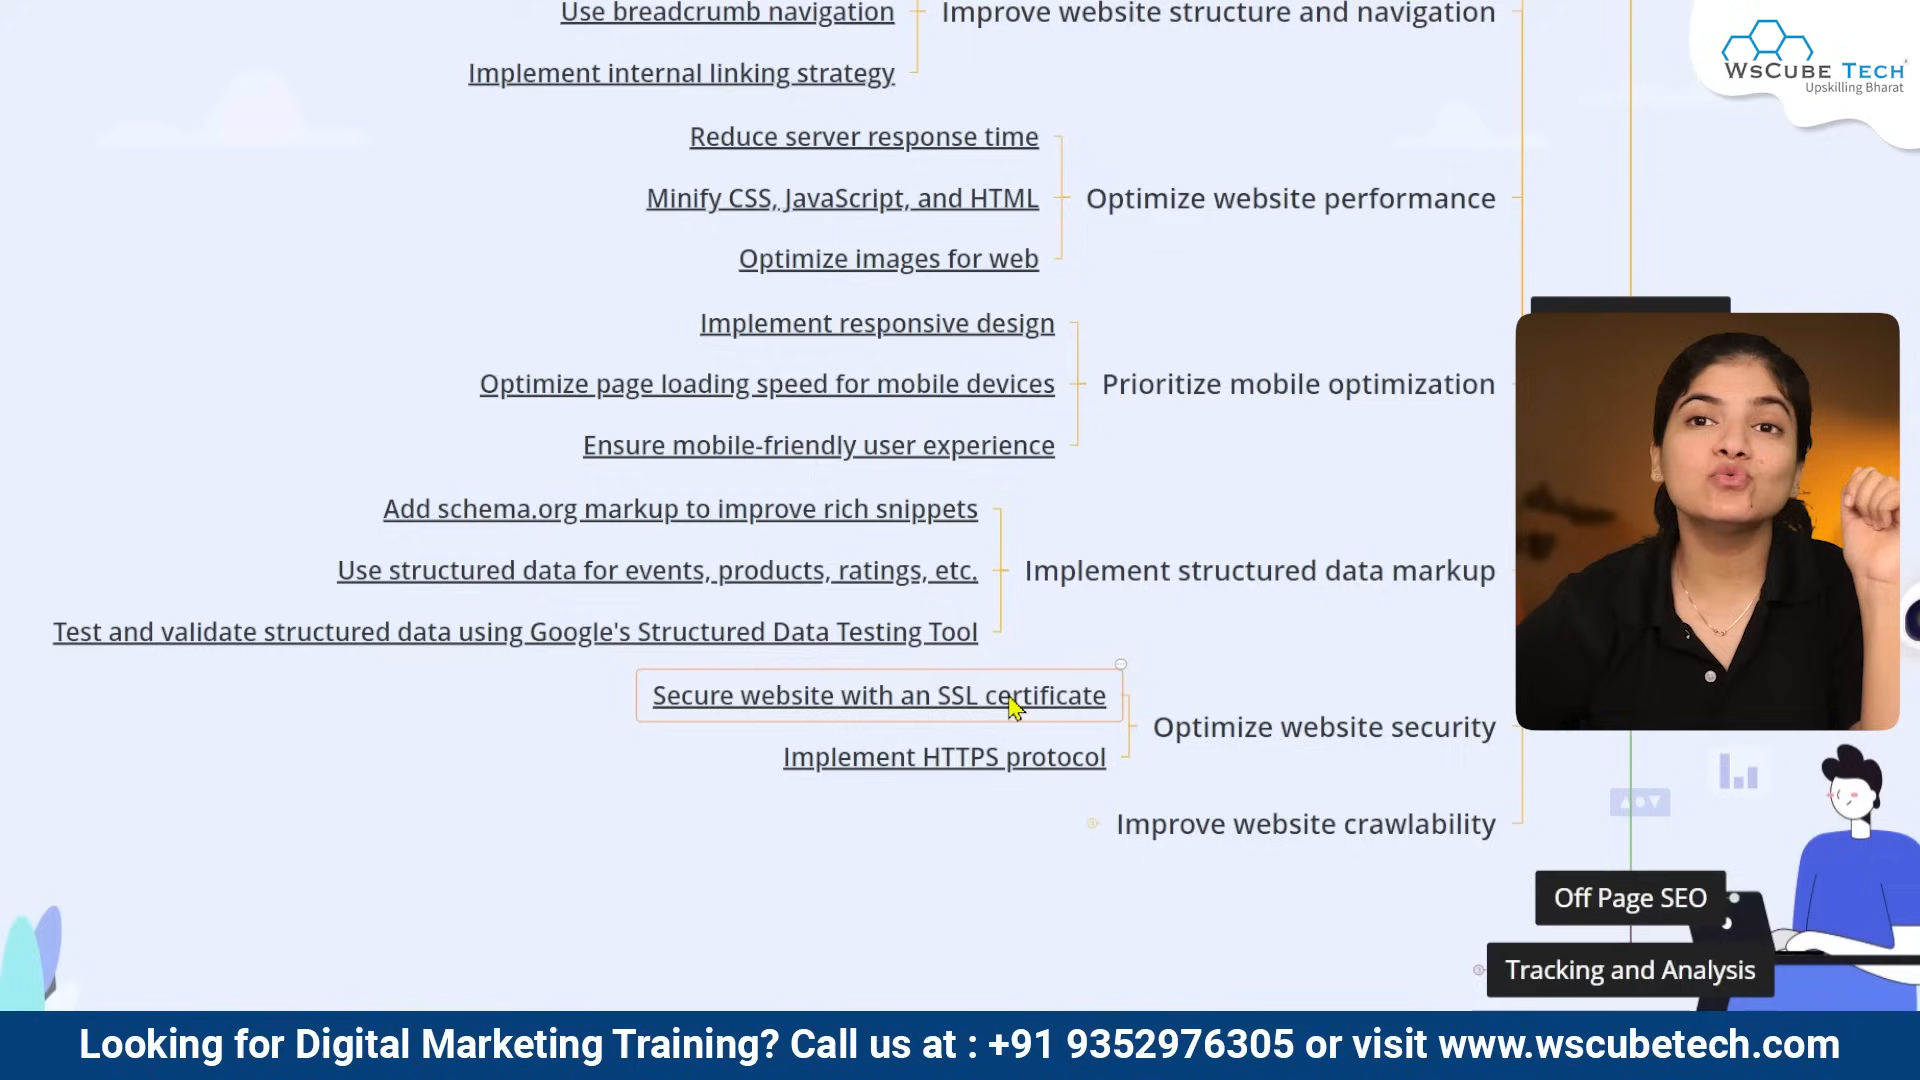 Use breadcrumb navigation
Improve website structure and navigation
Implement internal linking strategy
WsCube Tech
Upskilling Bharat
Reduce server response time
Minify CSS, JavaScript, and HTML
Optimize website performance
Optimize images for web
Implement responsive design
Optimize page loading speed for mobile devices
Prioritize mobile optimization
Ensure mobile-friendly user experience
Add schema.org markup to improve rich snippets
Use structured data for events, products, ratings, etc.
Implement structured data markup
Test and validate structured data using Google's Structured Data Testing Tool
Secure website with an SSL certificate
Optimize website security
Implement HTTPS protocol
Improve website crawlability
Off Page SEO
Tracking and Analysis
Looking for Digital Marketing Training? Call us at : +91 9352976305 or visit www.wscubetech.com